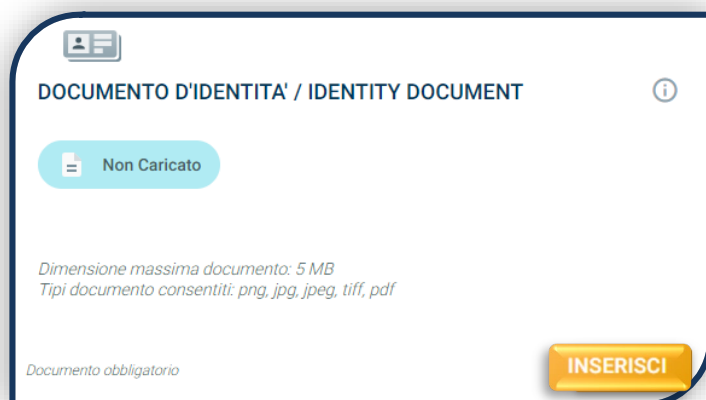 DOCUMENTO D'IDENTITA' / IDENTITY DOCUMENT
Non Caricato
Dimensione massima documento: 5 MB
Tipi documento consentiti: png, jpg, jpeg, tiff, pdf
Documento obbligatorio
INSERISCI